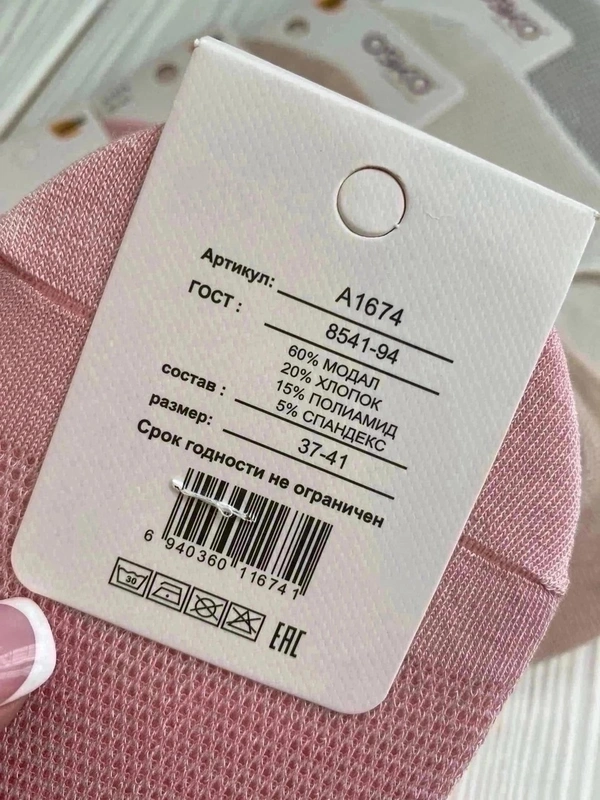 Артикул: A1674
ГОСТ : 8541-94
60% МОДАЛ
20% ХЛОПОК
15% ПОЛИАМИД
состав : 5% СПАНДЕКС
размер: 37-41
Срок годности не ограничен
6 940360 116741
30
EAC